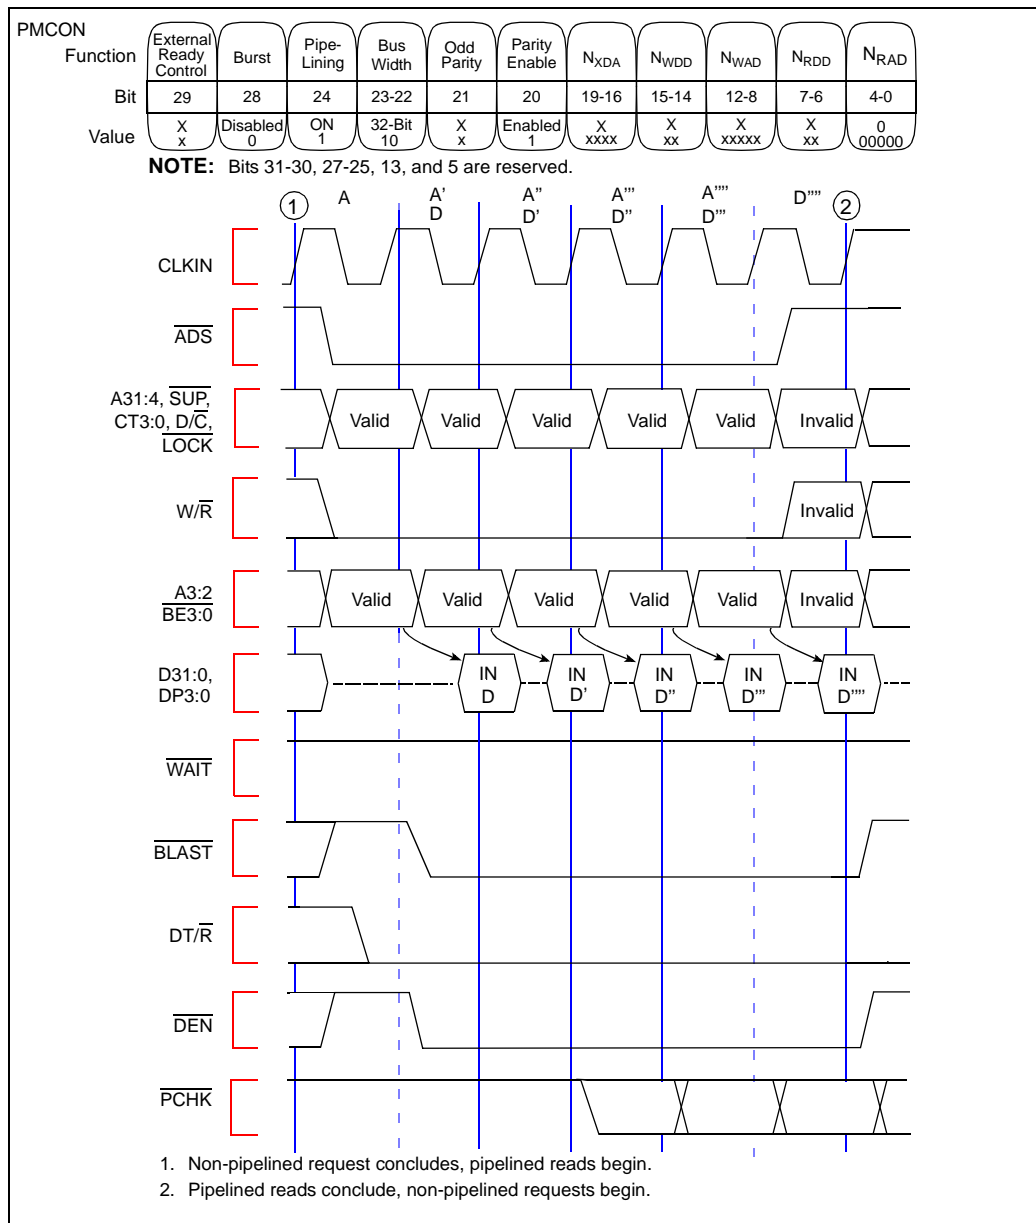 PMCON
Function
External Ready Control
Burst
Pipe-Lining
Bus Width
Odd Parity
Parity Enable
NXDA
NWDD
NWAD
NRDD
NRAD
Bit
29
28
24
23-22
21
20
19-16
15-14
12-8
7-6
4-0
Value
X
x
Disabled
0
ON
1
32-Bit
10
X
x
Enabled
1
X
xxxx
X
xx
X
xxxxx
X
xx
0
00000
NOTE: Bits 31-30, 27-25, 13, and 5 are reserved.
1
A
A'
D
A''
D'
A'''
D''
A''''
D'''
D''''
2
CLKIN
ADS
A31:4, SUP,
CT3:0, D/C,
LOCK
Valid
Valid
Valid
Valid
Valid
Invalid
W/R
Invalid
A3:2
BE3:0
Valid
Valid
Valid
Valid
Valid
Invalid
D31:0,
DP3:0
IN
D
IN
D'
IN
D''
IN
D'''
IN
D''''
WAIT
BLAST
DT/R
DEN
PCHK
1. Non-pipelined request concludes, pipelined reads begin.
2. Pipelined reads conclude, non-pipelined requests begin.